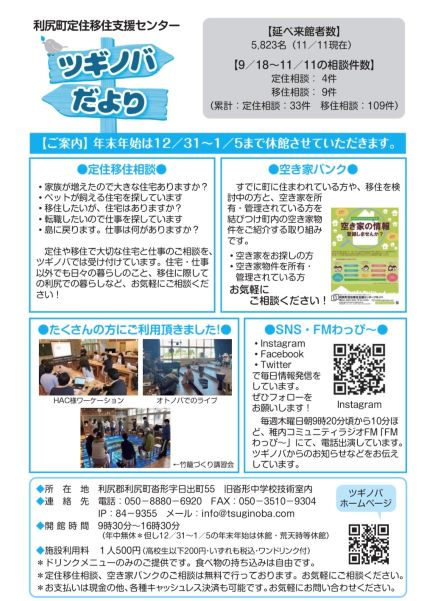 利尻町定住移住支援センター
ツギノバ
だより
【延べ来館者数】
5,823名（11／11現在）
【9／18〜11／11の相談件数】
定住相談： 4件
移住相談： 9件
（累計：定住相談：33件 移住相談：109件）
【ご案内】年末年始は12／31〜1／5まで休館させていただきます。
●定住移住相談●
・家族が増えたので大きな住宅ありますか？
・ペットが飼える住宅を探しています
・移住したいが、住宅はありますか？
・転職したいので仕事を探しています
・島に戻ります。仕事は何がありますか？
定住や移住で大切な住宅と仕事のご相談を、
ツギノバでは受け付けています。住宅・仕事
以外でも日々の暮らしのこと、移住に際して
の利尻での暮らしなど、お気軽にご相談くださ
い！
●空き家バンク●
すでに町に住まわれている方や、移住を検
討中の方と、空き家を所
有・管理されている方を
結びつけ町内の空き家物
件をご紹介する取り組み
です。
・空き家をお探しの方
・空き家物件を所有・
管理されている方
お気軽に
ご相談ください！
空き家の情報
登録しませんか？
●たくさんの方にご利用頂きました!●
HAC様ワーケーション
オトノバでのライブ
←竹籠づくり講習会
●SNS・FMわっぴ〜●
・Instagram
・Facebook
・Twitter
で毎日情報発信を
しています。
ぜひフォローを
お願いします！
Instagram
毎週木曜日朝9時20分頃から10分ほ
ど、稚内コミュニティラジオFM「FM
わっぴ〜」にて、電話出演しています。
ツギノバからのお知らせなどをお伝え
しています。
◆所在地 利尻郡利尻町沓形字日出町55 旧沓形中学校技術室内
◆連絡先 電話：050－8880－6920 FAX：050－3510－9304
IP：84－9355 メール：info@tsuginoba.com
◆開館時間 9時30分〜16時30分
（年中無休＊但し12／31〜1／5の年末年始は休館・荒天時等休館）
◆施設利用料 1人500円（高校生以下200円・いずれも税込・ワンドリンク付）
＊ドリンクメニューのみのご提供です。食べ物の持ち込みは自由です。
＊定住移住相談、空き家バンクのご相談は無料で行っております。お気軽にご相談ください。
＊お支払いは現金の他、各種キャッシュレス決済も可能です。お気軽にお問い合わせください。
ツギノバ
ホームページ